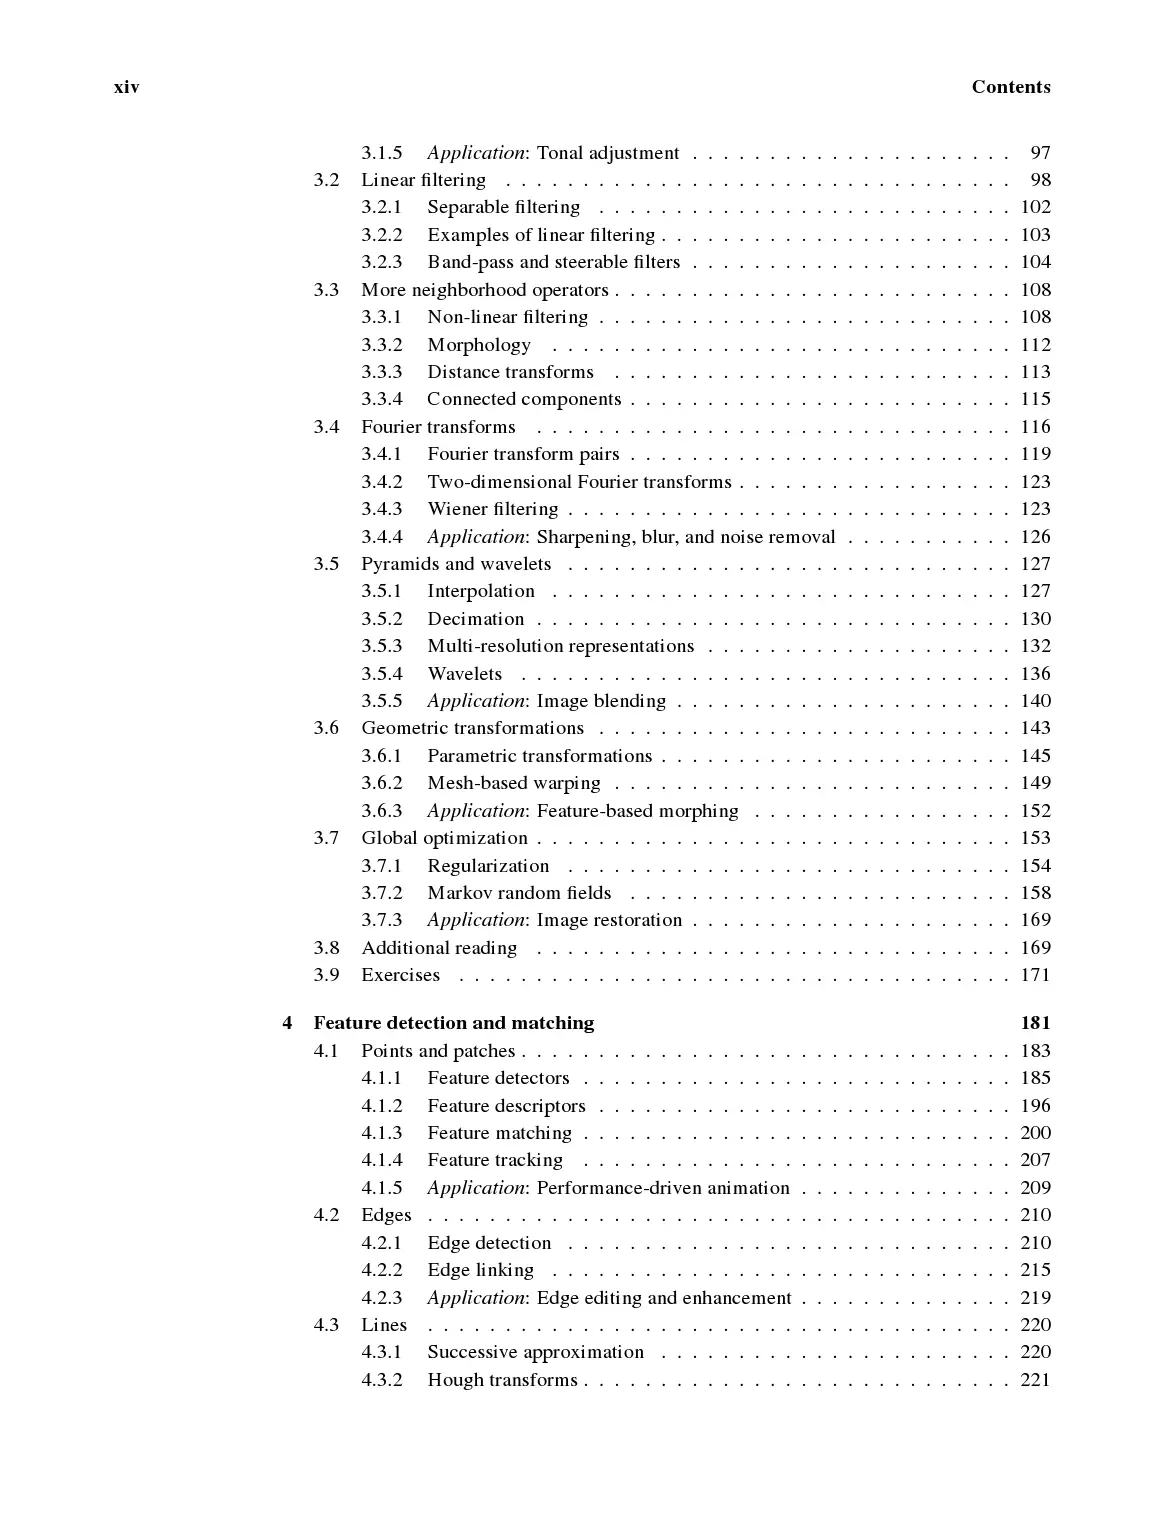 xiv Contents
3.1.5 Application: Tonal adjustment . . . . . . . . . . . . . . . . . . . . . 97
3.2 Linear filtering . . . . . . . . . . . . . . . . . . . . . . . . . . . . . . . . . 98
3.2.1 Separable filtering . . . . . . . . . . . . . . . . . . . . . . . . . . . 102
3.2.2 Examples of linear filtering . . . . . . . . . . . . . . . . . . . . . . . 103
3.2.3 Band-pass and steerable filters . . . . . . . . . . . . . . . . . . . . . 104
3.3 More neighborhood operators . . . . . . . . . . . . . . . . . . . . . . . . . . 108
3.3.1 Non-linear filtering . . . . . . . . . . . . . . . . . . . . . . . . . . . 108
3.3.2 Morphology . . . . . . . . . . . . . . . . . . . . . . . . . . . . . . 112
3.3.3 Distance transforms . . . . . . . . . . . . . . . . . . . . . . . . . . 113
3.3.4 Connected components . . . . . . . . . . . . . . . . . . . . . . . . . 115
3.4 Fourier transforms . . . . . . . . . . . . . . . . . . . . . . . . . . . . . . . 116
3.4.1 Fourier transform pairs . . . . . . . . . . . . . . . . . . . . . . . . . 119
3.4.2 Two-dimensional Fourier transforms . . . . . . . . . . . . . . . . . . 123
3.4.3 Wiener filtering . . . . . . . . . . . . . . . . . . . . . . . . . . . . . 123
3.4.4 Application: Sharpening, blur, and noise removal . . . . . . . . . . . 126
3.5 Pyramids and wavelets . . . . . . . . . . . . . . . . . . . . . . . . . . . . . 127
3.5.1 Interpolation . . . . . . . . . . . . . . . . . . . . . . . . . . . . . . 127
3.5.2 Decimation . . . . . . . . . . . . . . . . . . . . . . . . . . . . . . . 130
3.5.3 Multi-resolution representations . . . . . . . . . . . . . . . . . . . . 132
3.5.4 Wavelets . . . . . . . . . . . . . . . . . . . . . . . . . . . . . . . . 136
3.5.5 Application: Image blending . . . . . . . . . . . . . . . . . . . . . . 140
3.6 Geometric transformations . . . . . . . . . . . . . . . . . . . . . . . . . . . 143
3.6.1 Parametric transformations . . . . . . . . . . . . . . . . . . . . . . . 145
3.6.2 Mesh-based warping . . . . . . . . . . . . . . . . . . . . . . . . . . 149
3.6.3 Application: Feature-based morphing . . . . . . . . . . . . . . . . . 152
3.7 Global optimization . . . . . . . . . . . . . . . . . . . . . . . . . . . . . . . 153
3.7.1 Regularization . . . . . . . . . . . . . . . . . . . . . . . . . . . . . 154
3.7.2 Markov random fields . . . . . . . . . . . . . . . . . . . . . . . . . 158
3.7.3 Application: Image restoration . . . . . . . . . . . . . . . . . . . . . 169
3.8 Additional reading . . . . . . . . . . . . . . . . . . . . . . . . . . . . . . . 169
3.9 Exercises . . . . . . . . . . . . . . . . . . . . . . . . . . . . . . . . . . . . 171
4 Feature detection and matching 181
4.1 Points and patches . . . . . . . . . . . . . . . . . . . . . . . . . . . . . . . . 183
4.1.1 Feature detectors . . . . . . . . . . . . . . . . . . . . . . . . . . . . 185
4.1.2 Feature descriptors . . . . . . . . . . . . . . . . . . . . . . . . . . . 196
4.1.3 Feature matching . . . . . . . . . . . . . . . . . . . . . . . . . . . . 200
4.1.4 Feature tracking . . . . . . . . . . . . . . . . . . . . . . . . . . . . 207
4.1.5 Application: Performance-driven animation . . . . . . . . . . . . . . 209
4.2 Edges . . . . . . . . . . . . . . . . . . . . . . . . . . . . . . . . . . . . . . 210
4.2.1 Edge detection . . . . . . . . . . . . . . . . . . . . . . . . . . . . . 210
4.2.2 Edge linking . . . . . . . . . . . . . . . . . . . . . . . . . . . . . . 215
4.2.3 Application: Edge editing and enhancement . . . . . . . . . . . . . . 219
4.3 Lines . . . . . . . . . . . . . . . . . . . . . . . . . . . . . . . . . . . . . . 220
4.3.1 Successive approximation . . . . . . . . . . . . . . . . . . . . . . . 220
4.3.2 Hough transforms . . . . . . . . . . . . . . . . . . . . . . . . . . . . 221